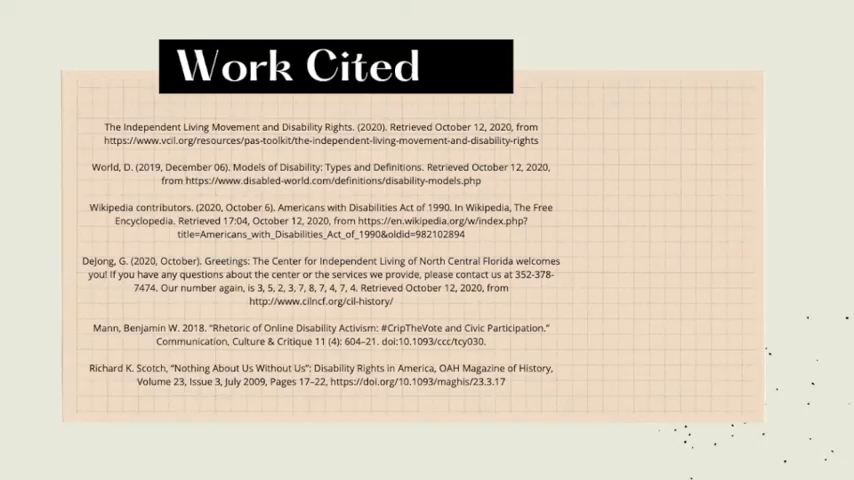 Work Cited
The Independent Living Movement and Disability Rights. (2020). Retrieved October 12, 2020, from
https://www.vcil.org/resources/pas-toolkit/the-independent-living-movement-and-disability-rights
World, D. (2019, December 06). Models of Disability: Types and Definitions. Retrieved October 12, 2020,
from https://www.disabled-world.com/definitions/disability-models.php
Wikipedia contributors. (2020, October 6). Americans with Disabilities Act of 1990. In Wikipedia, The Free
Encyclopedia. Retrieved 17:04, October 12, 2020, from https://en.wikipedia.org/w/index.php?
title=Americans_with_Disabilities_Act_of_1990&oldid=982102894
DeJong, G. (2020, October). Greetings: The Center for Independent Living of North Central Florida welcomes
you! If you have any questions about the center or the services we provide, please contact us at 352-378-
7474. Our number again, is 3, 5, 2, 3, 7, 8, 7, 4, 7, 4. Retrieved October 12, 2020, from
http://www.cilncf.org/cil-history/
Mann, Benjamin W. 2018. “Rhetoric of Online Disability Activism: #CripTheVote and Civic Participation.”
Communication, Culture & Critique 11 (4): 604–21. doi:10.1093/ccc/tcy030.
Richard K. Scotch, “Nothing About Us Without Us”: Disability Rights in America, OAH Magazine of History,
Volume 23, Issue 3, July 2009, Pages 17–22, https://doi.org/10.1093/maghis/23.3.17